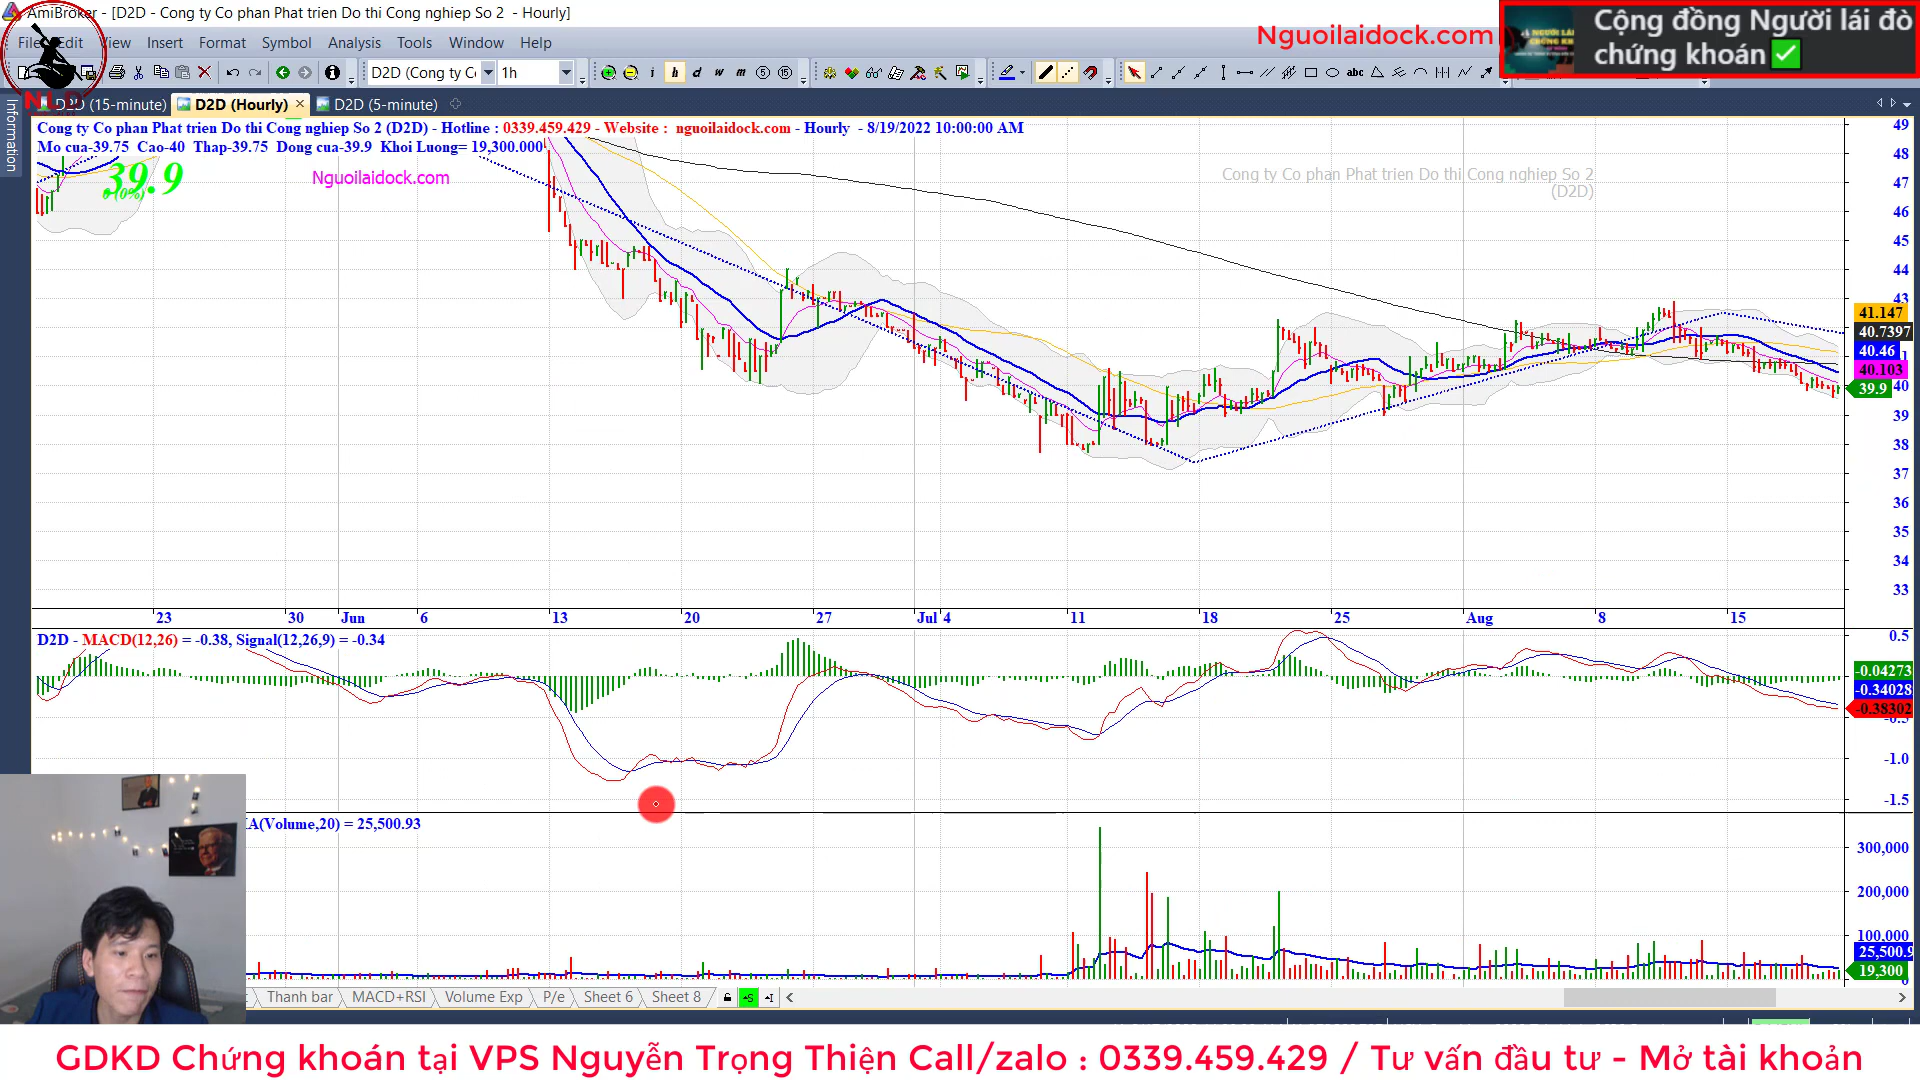 AmiBroker - [D2D - Cong ty Co phan Phat trien Do thi Cong nghiep So 2 - Hourly]
File Edit View Insert Format Symbol Analysis Tools Window Help
Nguoilaidock.com
Cộng đồng Người lái đò
chứng khoán
D2D (Cong ty C 1h
NLD
D2D (15-minute) D2D (Hourly) D2D (5-minute)
Information
Cong ty Co phan Phat trien Do thi Cong nghiep So 2 (D2D) - Hotline : 0339.459.429 - Website : nguoilaidock.com - Hourly - 8/19/2022 10:00:00 AM
Mo cua-39.75 Cao-40 Thap-39.75 Dong cua-39.9 Khoi Luong= 19,300.000
39.9
0 (0%)
Nguoilaidock.com
Cong ty Co phan Phat trien Do thi Cong nghiep So 2
(D2D)
49
48
47
46
45
44
43
41.147
40.7397
40.46
40.103
40
39.9
39
38
37
36
35
34
33
23 30 Jun 6 13 20 27 Jul 4 11 18 25 Aug 8 15
D2D - MACD(12,26) = -0.38, Signal(12,26,9) = -0.34
0.5
-0.04273
-0.34028
-0.38302
-0.5
-1.0
-1.5
A(Volume,20) = 25,500.93
300,000
200,000
100,000
25,500.9
19,300
0
Thanh bar MACD+RSI Volume Exp P/e Sheet 6 Sheet 8
GDKD Chứng khoán tại VPS Nguyễn Trọng Thiện Call/zalo : 0339.459.429 / Tư vấn đầu tư - Mở tài khoản